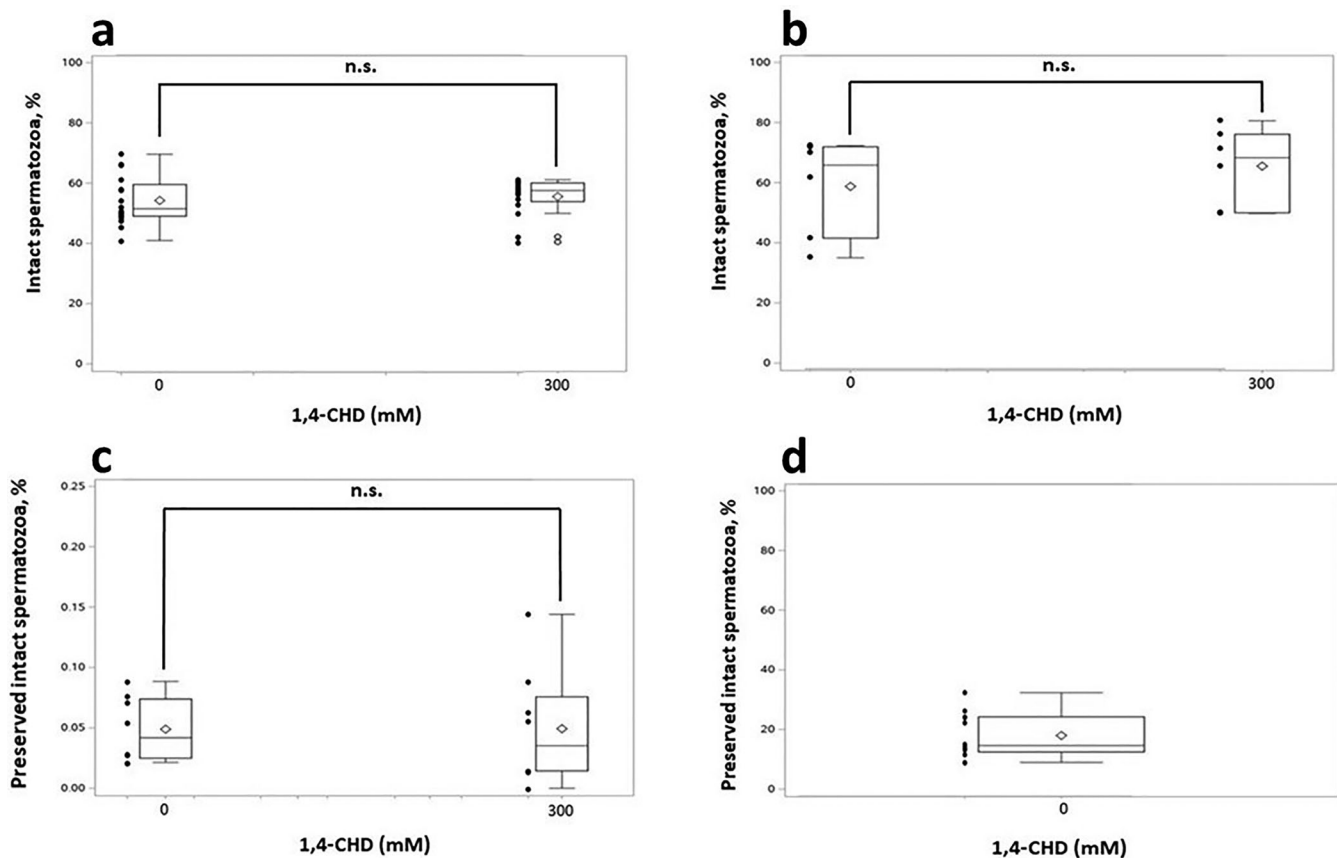 a
n.s.
Intact spermatozoa, %
100
80
60
40
20
0
0
300
1,4-CHD (mM)
b
n.s.
Intact spermatozoa, %
100
80
60
40
20
0
0
300
1,4-CHD (mM)
c
n.s.
Preserved intact spermatozoa, %
0.25
0.20
0.15
0.10
0.05
0.00
0
300
1,4-CHD (mM)
d
Preserved intact spermatozoa, %
100
80
60
40
20
0
0
1,4-CHD (mM)